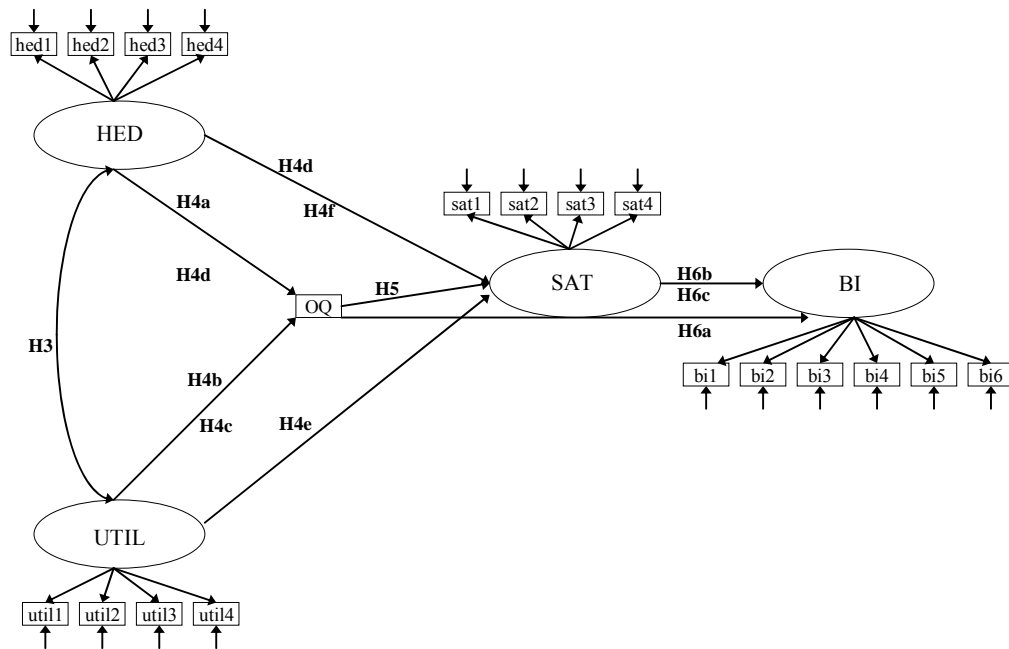 hed1 hed2 hed3 hed4
HED
H4d
H4a
H4f
sat1 sat2 sat3 sat4
H4d
SAT
BI
H6b
H5
H6c
OQ
H6a
H3
H4b
bi1 bi2 bi3 bi4 bi5 bi6
H4c
H4e
UTIL
util1 util2 util3 util4